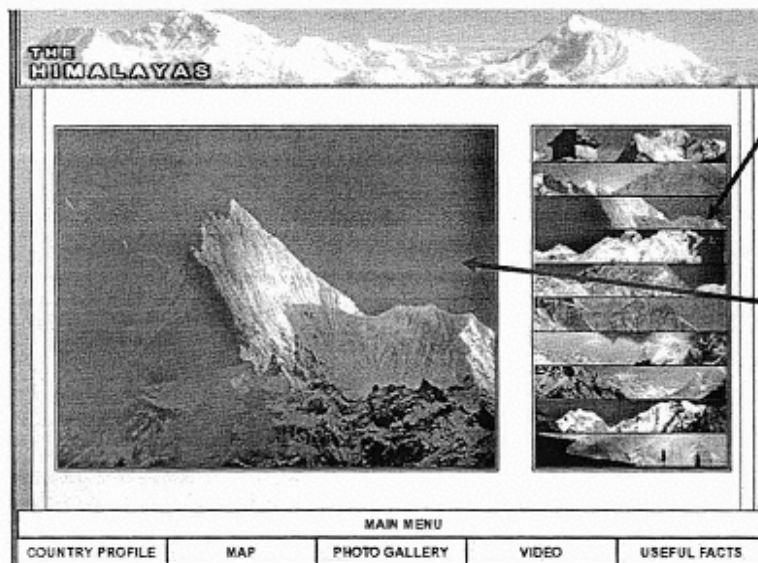 THE
HIMALAYAS
MAIN MENU
COUNTRY PROFILE MAP PHOTO GALLERY VIDEO USEFUL FACTS